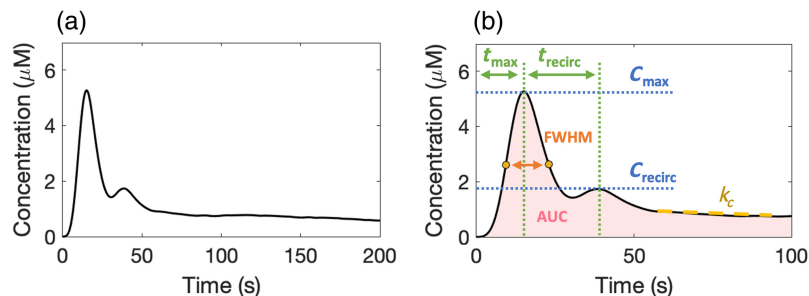 (a)
Concentration (μM)
6
4
2
0
0 50 100 150 200
Time (s)
(b)
Concentration (μM)
6
4
2
0
t_max t_recirc
C_max
FWHM
C_recirc
k_c
AUC
0 50 100
Time (s)